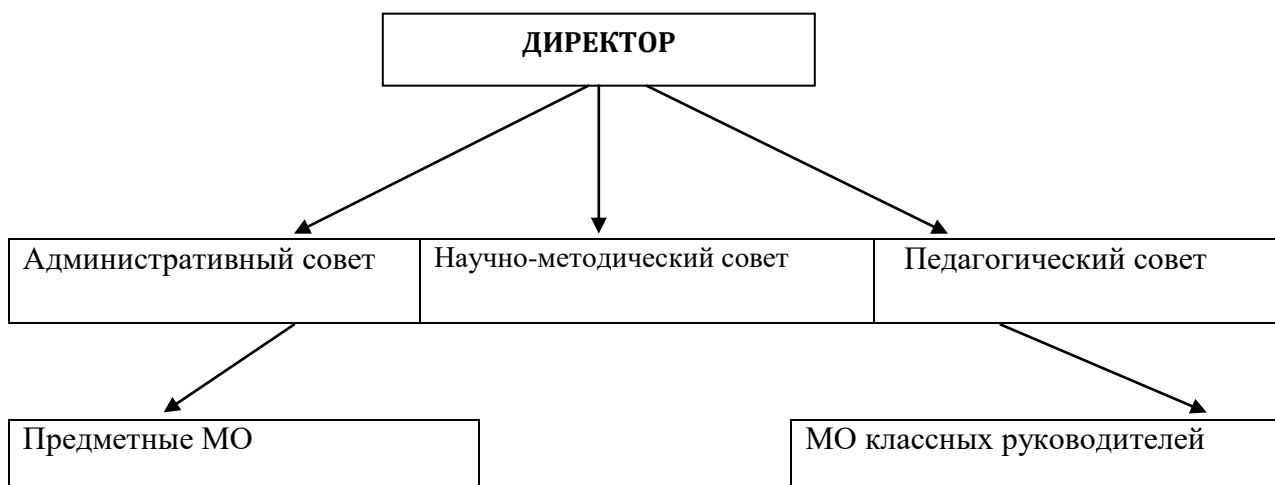 ДИРЕКТОР
Административный совет
Научно-методический совет
Педагогический совет
Предметные МО
МО классных руководителей